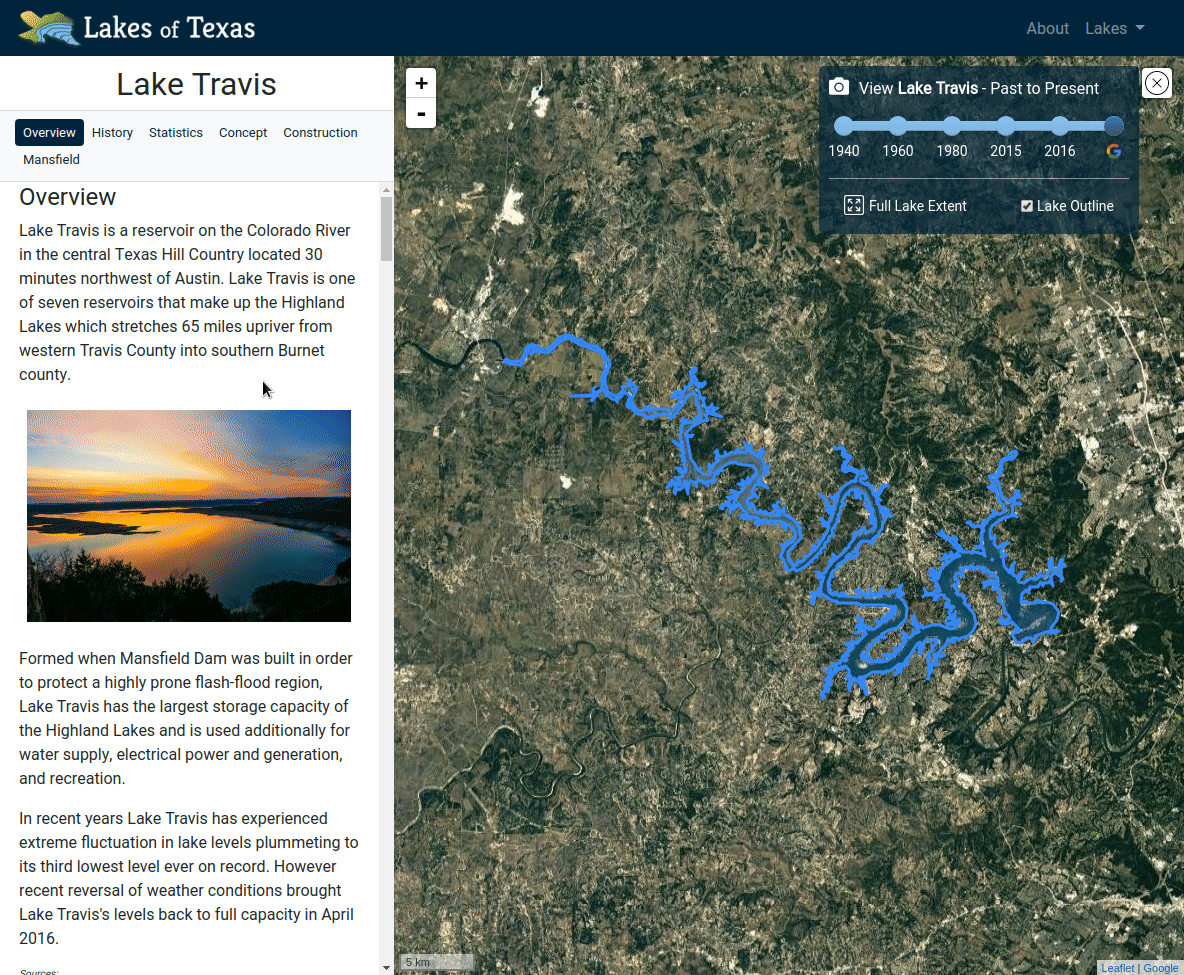 Lakes of Texas
About
Lakes
Lake Travis
Overview
History
Statistics
Concept
Construction
Mansfield
Overview
Lake Travis is a reservoir on the Colorado River
in the central Texas Hill Country located 30
minutes northwest of Austin. Lake Travis is one
of seven reservoirs that make up the Highland
Lakes which stretches 65 miles upriver from
western Travis County into southern Burnet
county.
Formed when Mansfield Dam was built in order
to protect a highly prone flash-flood region,
Lake Travis has the largest storage capacity of
the Highland Lakes and is used additionally for
water supply, electrical power and generation,
and recreation.
In recent years Lake Travis has experienced
extreme fluctuation in lake levels plummeting to
its third lowest level ever on record. However
recent reversal of weather conditions brought
Lake Travis's levels back to full capacity in April
2016.
Sources:
+
-
View Lake Travis - Past to Present
1940 1960 1980 2015 2016 G
Full Lake Extent
Lake Outline
5 km
Leaflet | Google